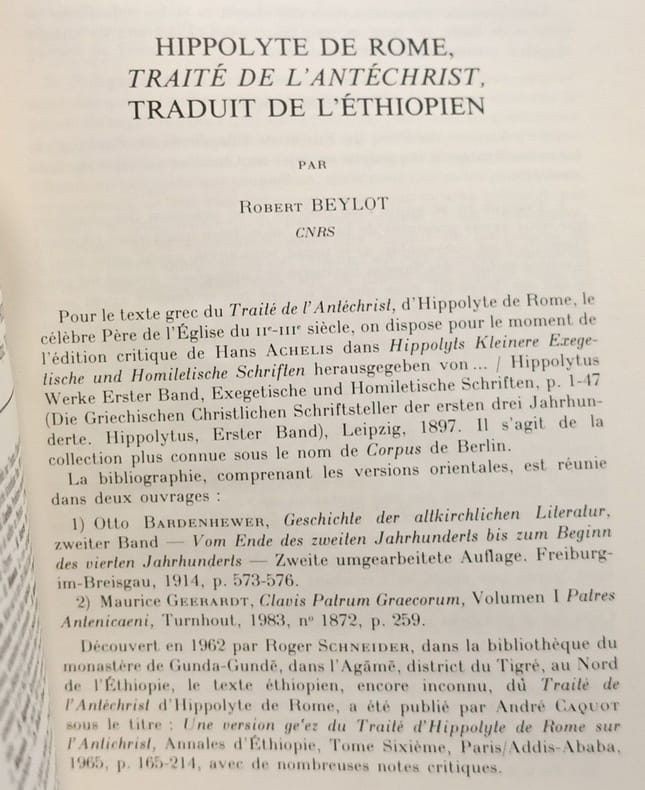 HIPPOLYTE DE ROME,
TRAITÉ DE L'ANTÉCHRIST,
TRADUIT DE L'ÉTHIOPIEN
PAR
ROBERT BEYLOT
CNRS
Pour le texte grec du Traité de l'Antéchrist, d'Hippolyte de Rome, le
célèbre Père de l'Église du IIe-IIIe siècle, on dispose pour le moment de
l'édition critique de Hans ACHELIS dans Hippolyts Kleinere Exege-
tische und Homiletische Schriften herausgegeben von ... / Hippolytus
Werke Erster Band, Exegetische und Homiletische Schriften, p. 1-47
(Die Griechischen Christlichen Schriftsteller der ersten drei Jahrhun-
derte. Hippolytus, Erster Band), Leipzig, 1897. Il s'agit de la
collection plus connue sous le nom de Corpus de Berlin.
La bibliographie, comprenant les versions orientales, est réunie
dans deux ouvrages :
1) Otto BARDENHEWER, Geschichte der altkirchlichen Literatur,
zweiter Band — Vom Ende des zweiten Jahrhunderts bis zum Beginn
des vierten Jahrhunderts — Zweite umgearbeitete Auflage. Freiburg-
im-Breisgau, 1914, p. 573-576.
2) Maurice GEERARDT, Clavis Patrum Graecorum, Volumen I Patres
Antenicaeni, Turnhout, 1983, nº 1872, p. 259.
Découvert en 1962 par Roger SCHNEIDER, dans la bibliothèque du
monastère de Gunda-Gundē, dans l'Agāmē, district du Tigré, au Nord
de l'Éthiopie, le texte éthiopien, encore inconnu, du Traité de
l'Antéchrist d'Hippolyte de Rome, a été publié par André CAQUOT
sous le titre : Une version ge'ez du Traité d'Hippolyte de Rome sur
l'Antichrist, Annales d'Éthiopie, Tome Sixième, Paris/Addis-Ababa,
1965, p. 165-214, avec de nombreuses notes critiques.